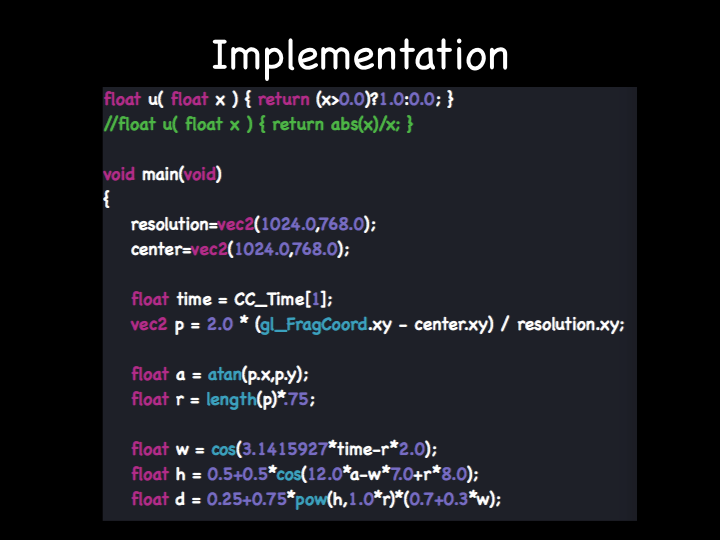 Implementation
float u( float x ) { return (x>0.0)?1.0:0.0; }
//float u( float x ) { return abs(x)/x; }
void main(void)
{
resolution=vec2(1024.0,768.0);
center=vec2(1024.0,768.0);
float time = CC_Time[1];
vec2 p = 2.0 * (gl_FragCoord.xy - center.xy) / resolution.xy;
float a = atan(p.x,p.y);
float r = length(p)*.75;
float w = cos(3.1415927*time-r*2.0);
float h = 0.5+0.5*cos(12.0*a-w*7.0+r*8.0);
float d = 0.25+0.75*pow(h,1.0*r)*(0.7+0.3*w);